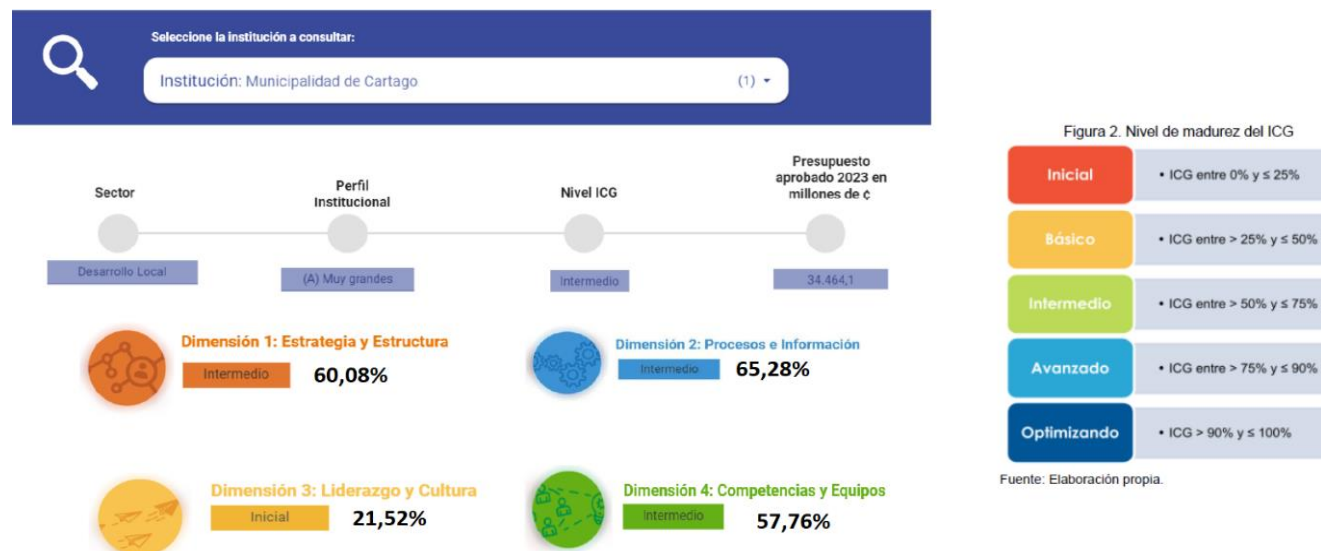 Seleccione la institución a consultar:
Institución: Municipalidad de Cartago (1)
Sector
Perfil
Institucional
Nivel ICG
Presupuesto
aprobado 2023 en
millones de ₡
Desarrollo Local
(A) Muy grandes
Intermedio
34.464,1
Dimensión 1: Estrategia y Estructura
Intermedio 60,08%
Dimensión 2: Procesos e Información
Intermedio 65,28%
Dimensión 3: Liderazgo y Cultura
Inicial 21,52%
Dimensión 4: Competencias y Equipos
Intermedio 57,76%
Figura 2. Nivel de madurez del ICG
Inicial • ICG entre 0% y ≤ 25%
Básico • ICG entre > 25% y ≤ 50%
Intermedio • ICG entre > 50% y ≤ 75%
Avanzado • ICG entre > 75% y ≤ 90%
Optimizando • ICG > 90% y ≤ 100%
Fuente: Elaboración propia.